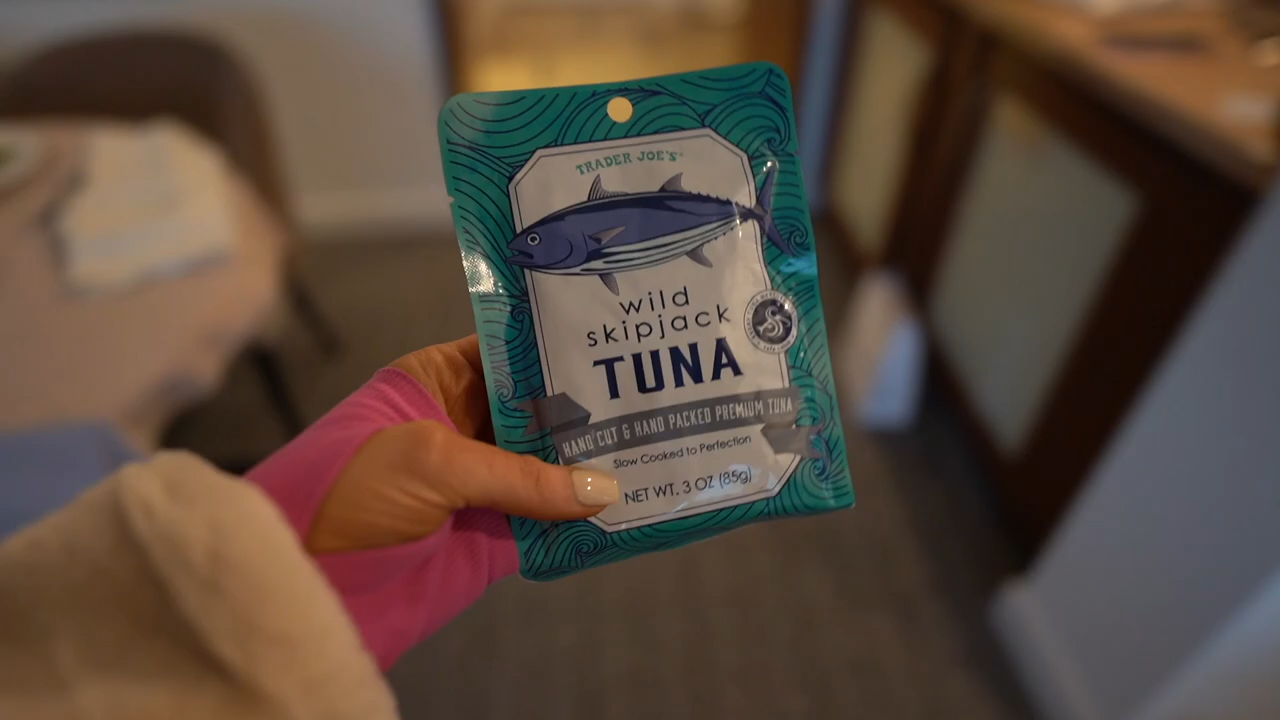 TRADER JOE'S
wild
skipjack
TUNA
HAND CUT & HAND PACKED PREMIUM TUNA
Slow Cooked to Perfection
NET WT. 3 OZ (85g)